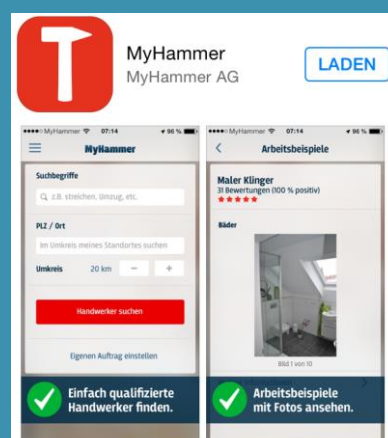 MyHammer
MyHammer AG
LADEN
MyHammer 07:14 96 %
MyHammer
Suchbegriffe
z.B. streichen, Umzug, etc.
PLZ / Ort
Im Umkreis meines Standortes suchen
Umkreis 20 km − +
Handwerker suchen
Eigenen Auftrag einstellen
Einfach qualifizierte
Handwerker finden.
MyHammer 07:14 96 %
Arbeitsbeispiele
Maler Klinger
31 Bewertungen (100 % positiv)
Bäder
Bild 1 von 10
Arbeitsbeispiele
mit Fotos ansehen.